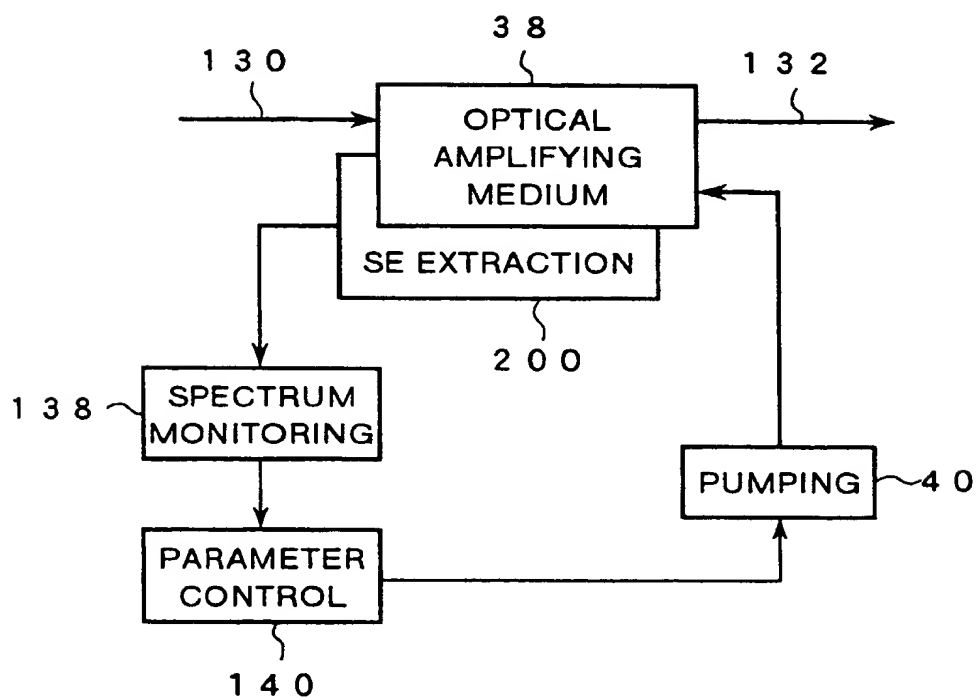 38
130
132
OPTICAL
AMPLIFYING
MEDIUM
SE EXTRACTION
200
138
SPECTRUM
MONITORING
PUMPING
40
PARAMETER
CONTROL
140